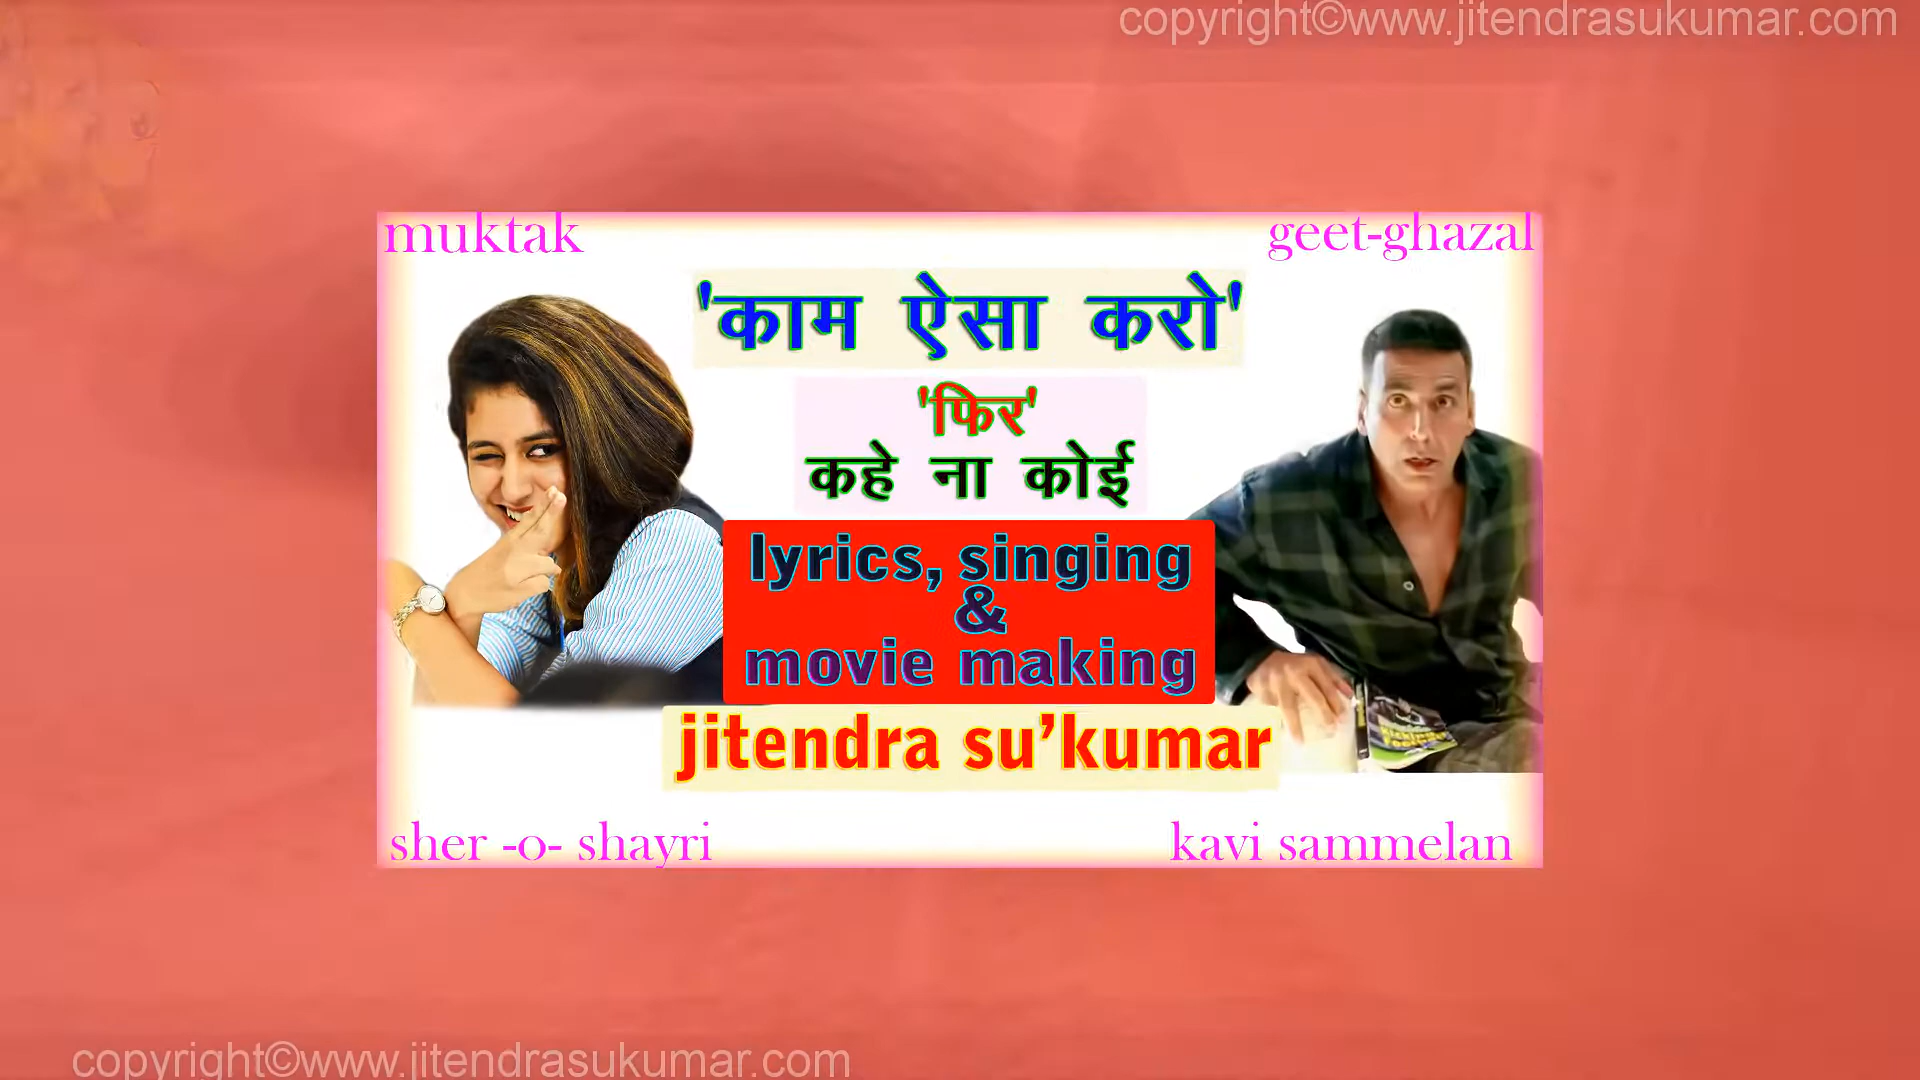 copyright©www.jitendrasukumar.com
muktak
geet-ghazal
'काम ऐसा करो'
'फिर'
कहे ना कोई
lyrics, singing
&
movie making
jitendra su'kumar
sher -o- shayri
kavi sammelan
copyright©www.jitendrasukumar.com